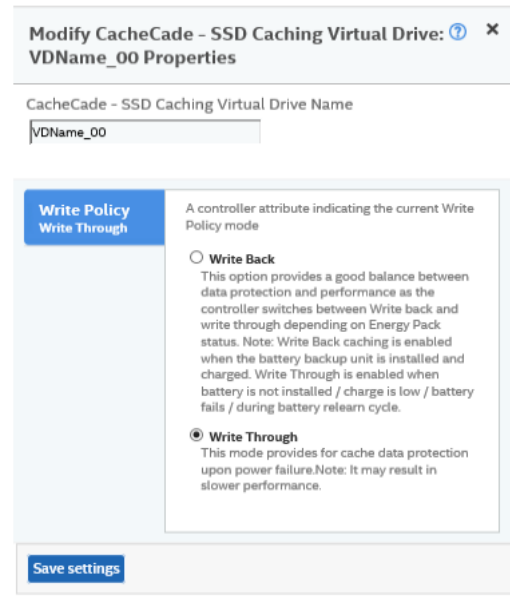 Modify CacheCade - SSD Caching Virtual Drive: ? ×
VDName_00 Properties
CacheCade - SSD Caching Virtual Drive Name
VDName_00
Write Policy
Write Through
A controller attribute indicating the current Write
Policy mode
Write Back
This option provides a good balance between
data protection and performance as the
controller switches between Write back and
write through depending on Energy Pack
status. Note: Write Back caching is enabled
when the battery backup unit is installed and
charged. Write Through is enabled when
battery is not installed / charge is low / battery
fails / during battery relearn cycle.
Write Through
This mode provides for cache data protection
upon power failure.Note: It may result in
slower performance.
Save settings